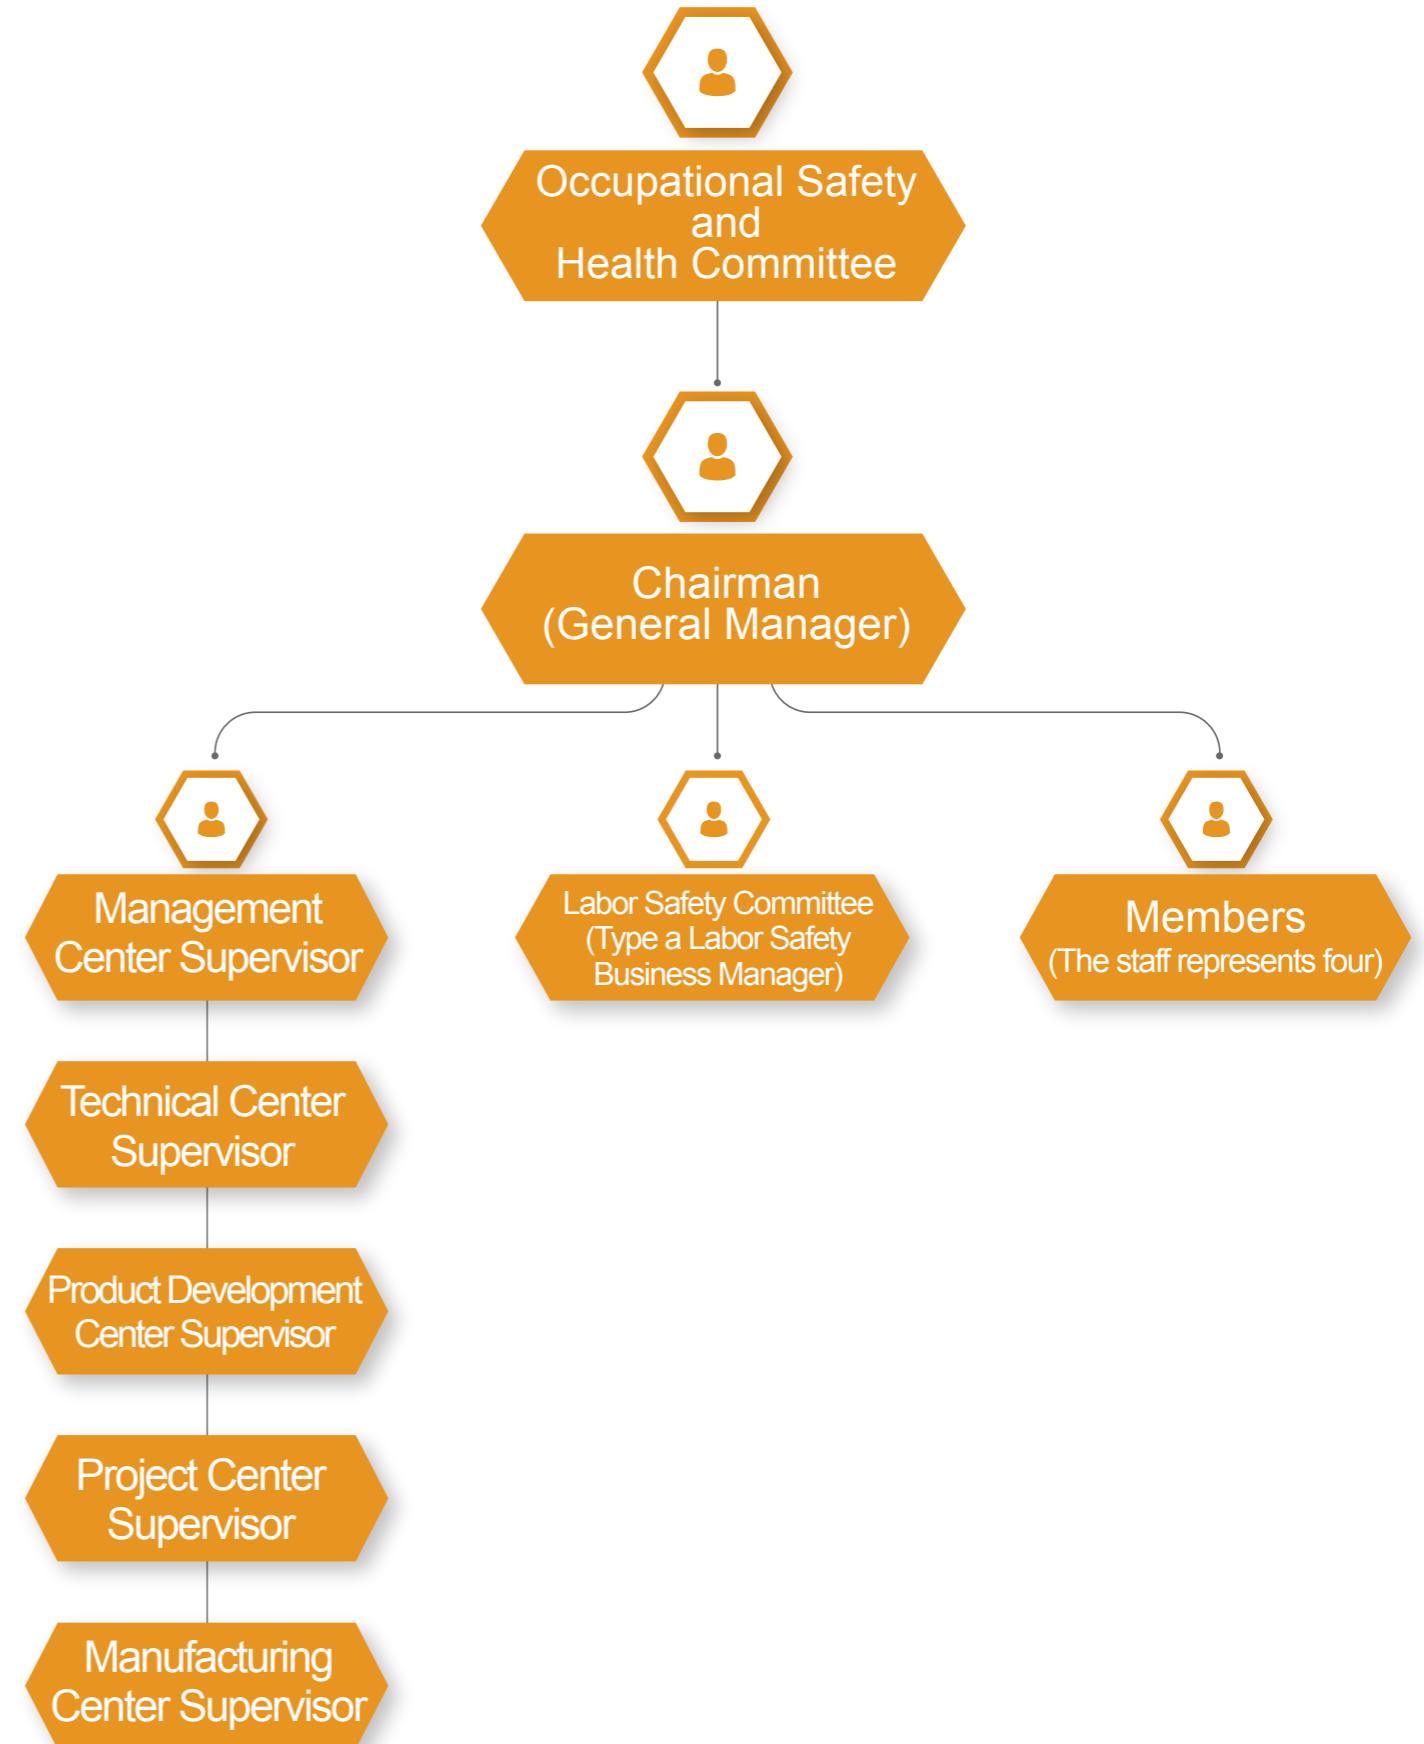 Occupational Safety
and
Health Committee
Chairman
(General Manager)
Management
Center Supervisor
Labor Safety Committee
(Type a Labor Safety
Business Manager)
Members
(The staff represents four)
Technical Center
Supervisor
Product Development
Center Supervisor
Project Center
Supervisor
Manufacturing
Center Supervisor